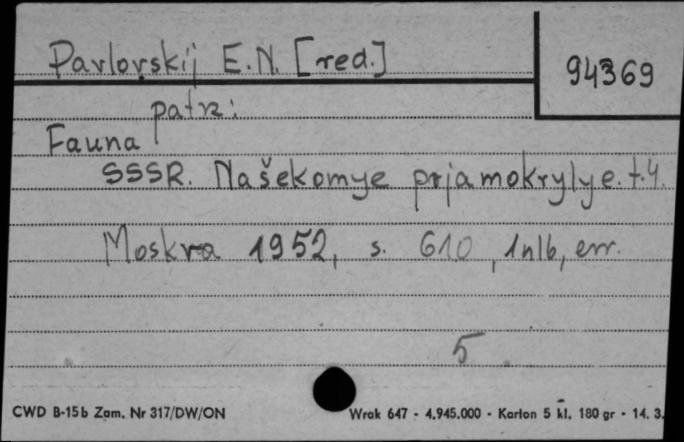 Pavlovskij E.N. [red.]
94369
patrz:
Fauna
SSSR. Našekomye prjamokrylye. t.4.
Moskva 1952, s. 610, 1nlb, err.
5
CWD B-15b Zam. Nr 317/DW/ON
Wrak 647 - 4.945.000 - Karton 5 kl. 180 gr - 14. 3.